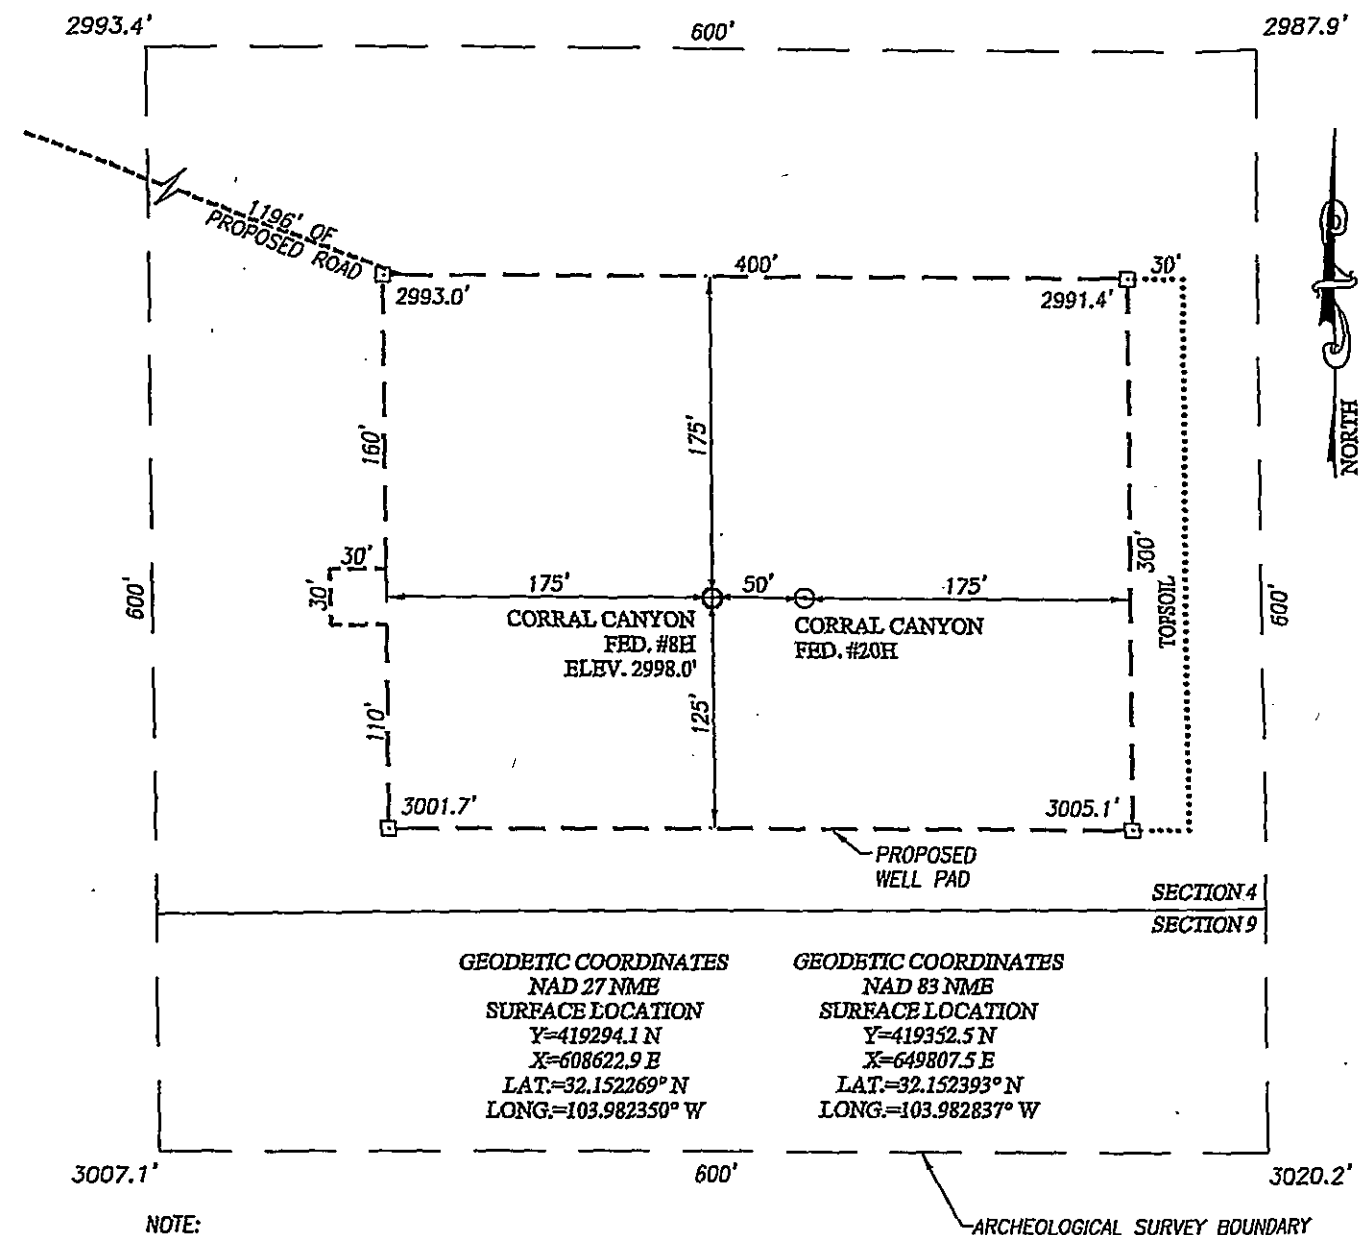 2993.4'
600'
2987.9'
1196' OF
PROPOSED ROAD
400'
30'
2993.0'
2991.4'
NORTH
160'
175'
300'
TOPSOIL
600'
30'
30'
175'
50'
175'
600'
CORRAL CANYON
FED. #8H
ELEV. 2998.0'
CORRAL CANYON
FED. #20H
110'
125'
3001.7'
3005.1'
PROPOSED
WELL PAD
SECTION 4
SECTION 9
GEODETIC COORDINATES
NAD 27 NME
SURFACE LOCATION
Y=419294.1 N
X=608622.9 E
LAT.=32.152269° N
LONG.=103.982350° W
GEODETIC COORDINATES
NAD 83 NME
SURFACE LOCATION
Y=419352.5 N
X=649807.5 E
LAT.=32.152393° N
LONG.=103.982837° W
3007.1'
600'
3020.2'
NOTE:
ARCHEOLOGICAL SURVEY BOUNDARY